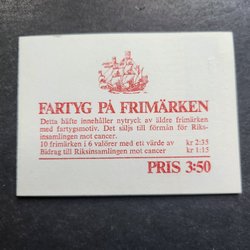 FARTYG PÅ FRIMÄRKEN
Detta häfte innehåller nytryck av äldre frimärken
med fartygsmotiv. Det säljs till förmån för Riks-
insamlingen mot cancer.
10 frimärken i 6 valörer med ett värde av kr 2:35
Bidrag till Riksinsamlingen mot cancer kr 1:15
PRIS 3:50